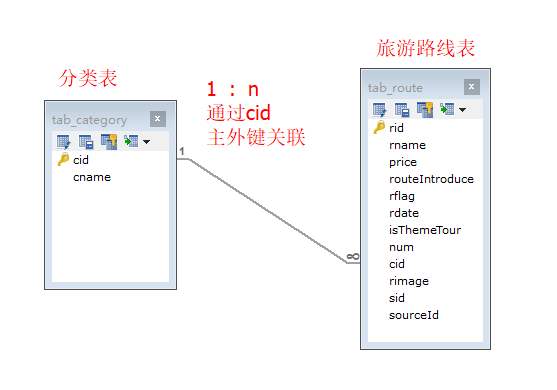 分类表
旅游路线表
1 : n
通过cid
主外键关联
tab_category
cid
cname
1
∞
tab_route
rid
rname
price
routeIntroduce
rflag
rdate
isThemeTour
num
cid
rimage
sid
sourceId